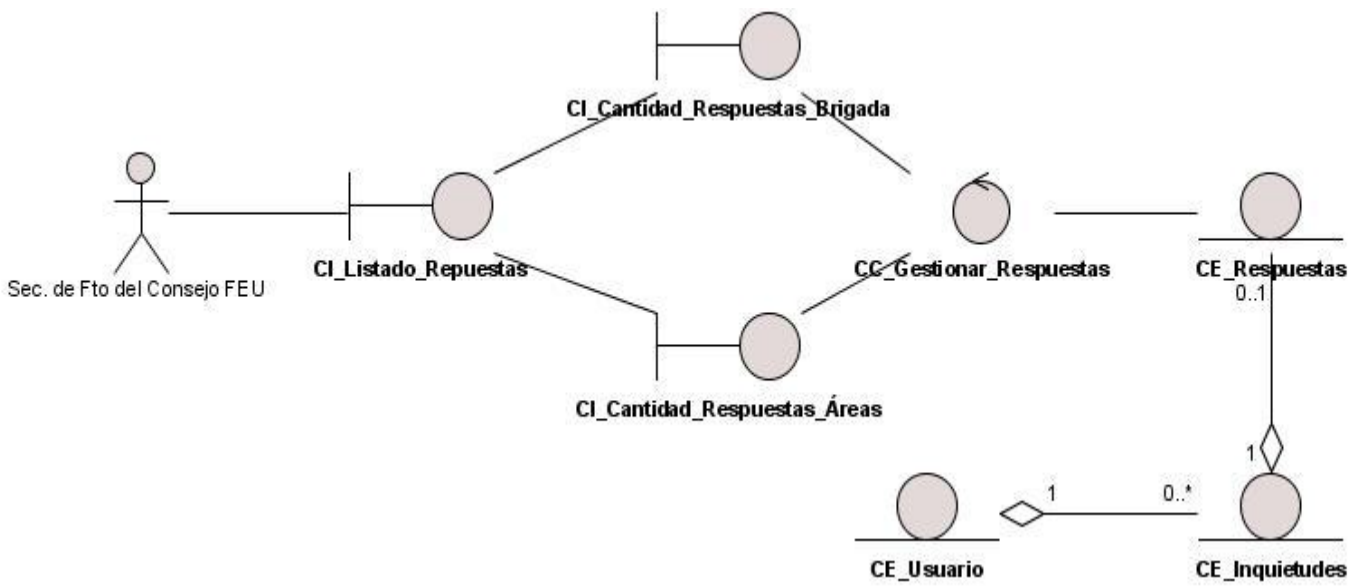 CI_Cantidad_Respuestas_Brigada
Sec. de Fto del Consejo FEU
CI_Listado_Repuestas
CC_Gestionar_Respuestas
CE_Respuestas
0..1
CI_Cantidad_Respuestas_Áreas
1
1
0..*
CE_Usuario
CE_Inquietudes